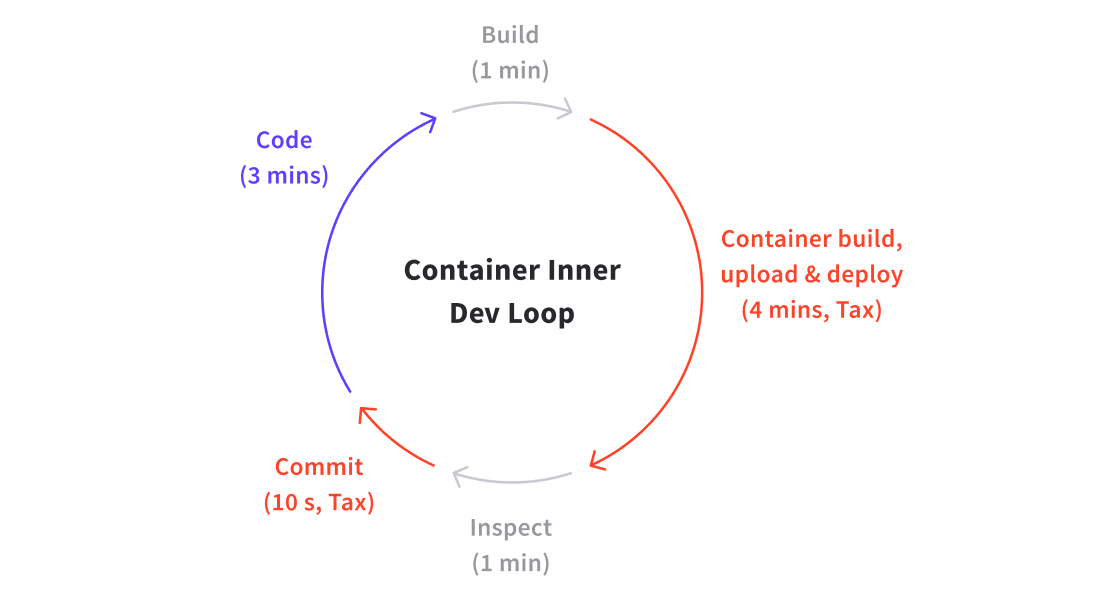 Build
(1 min)
Code
(3 mins)
Container build,
upload & deploy
(4 mins, Tax)
Container Inner
Dev Loop
Commit
(10 s, Tax)
Inspect
(1 min)